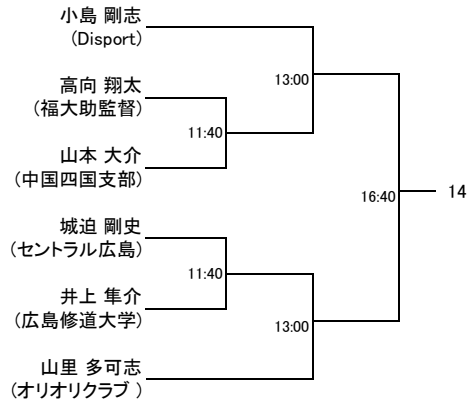 小島 剛志
(Disport)
13:00
高向 翔太
(福大助監督)
11:40
山本 大介
(中国四国支部)
16:40
14
城迫 剛史
(セントラル広島)
11:40
井上 隼介
(広島修道大学)
13:00
山里 多可志
(オリオリクラブ )